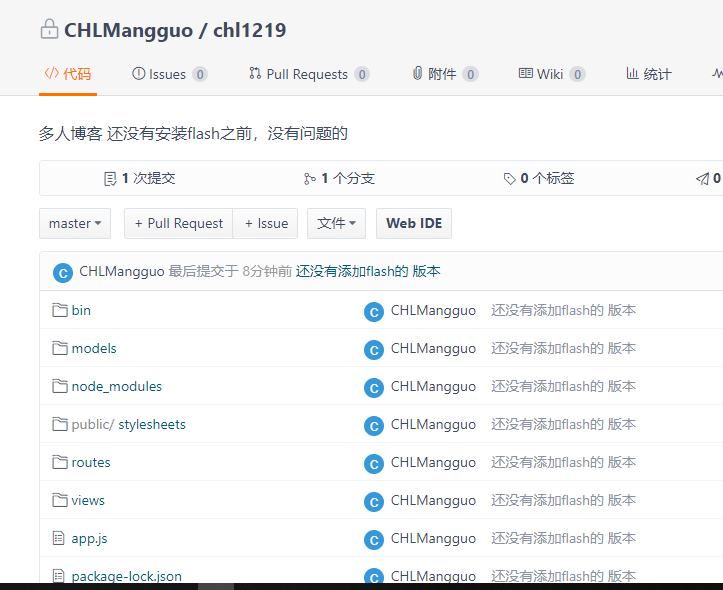 CHLMangguo / chl1219
代码 Issues 0 Pull Requests 0 附件 0 Wiki 0 统计
多人博客 还没有安装flash之前，没有问题的
1 次提交 1 个分支 0 个标签 0
master + Pull Request + Issue 文件 Web IDE
C CHLMangguo 最后提交于 8分钟前 还没有添加flash的 版本
bin C CHLMangguo 还没有添加flash的 版本
models C CHLMangguo 还没有添加flash的 版本
node_modules C CHLMangguo 还没有添加flash的 版本
public/ stylesheets C CHLMangguo 还没有添加flash的 版本
routes C CHLMangguo 还没有添加flash的 版本
views C CHLMangguo 还没有添加flash的 版本
app.js C CHLMangguo 还没有添加flash的 版本
package-lock.json C CHLMangguo 还没有添加flash的 版本